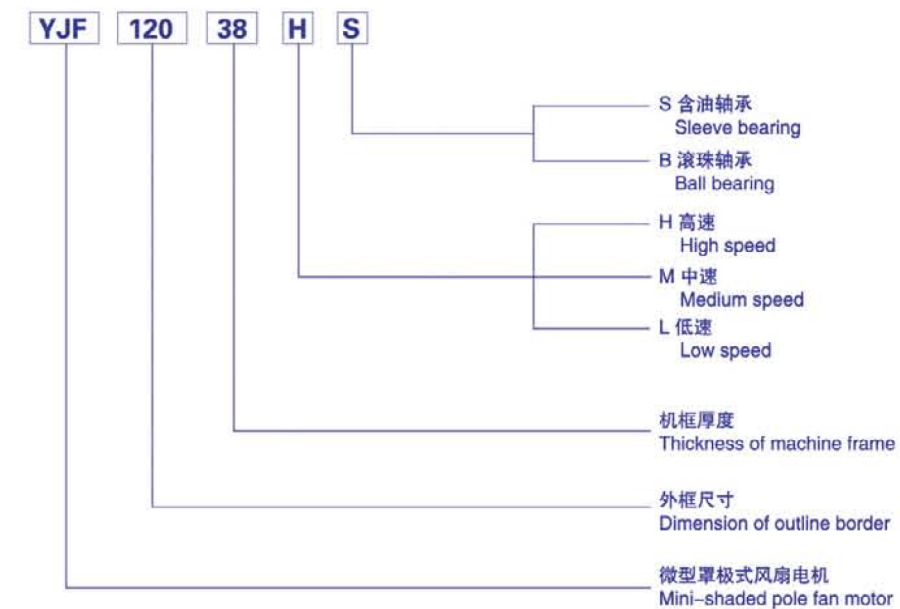 YJF 120 38 H S
S 含油轴承
Sleeve bearing
B 滚珠轴承
Ball bearing
H 高速
High speed
M 中速
Medium speed
L 低速
Low speed
机框厚度
Thickness of machine frame
外框尺寸
Dimension of outline border
微型罩极式风扇电机
Mini-shaded pole fan motor